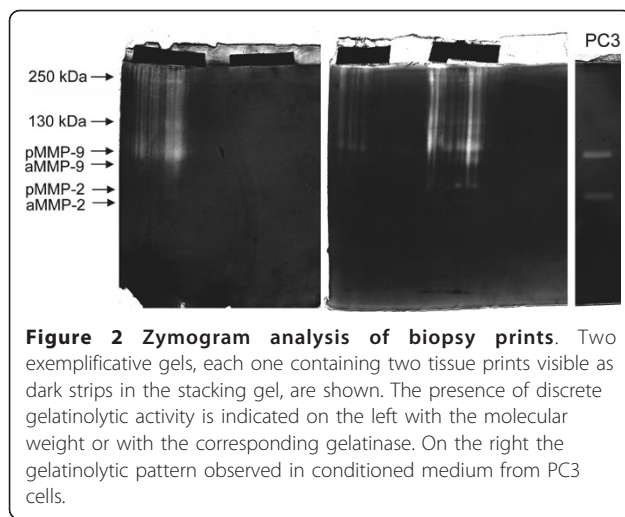 PC3
250 kDa
130 kDa
pMMP-9
aMMP-9
pMMP-2
aMMP-2
Figure 2 Zymogram analysis of biopsy prints. Two
exemplificative gels, each one containing two tissue prints visible as
dark strips in the stacking gel, are shown. The presence of discrete
gelatinolytic activity is indicated on the left with the molecular
weight or with the corresponding gelatinase. On the right the
gelatinolytic pattern observed in conditioned medium from PC3
cells.